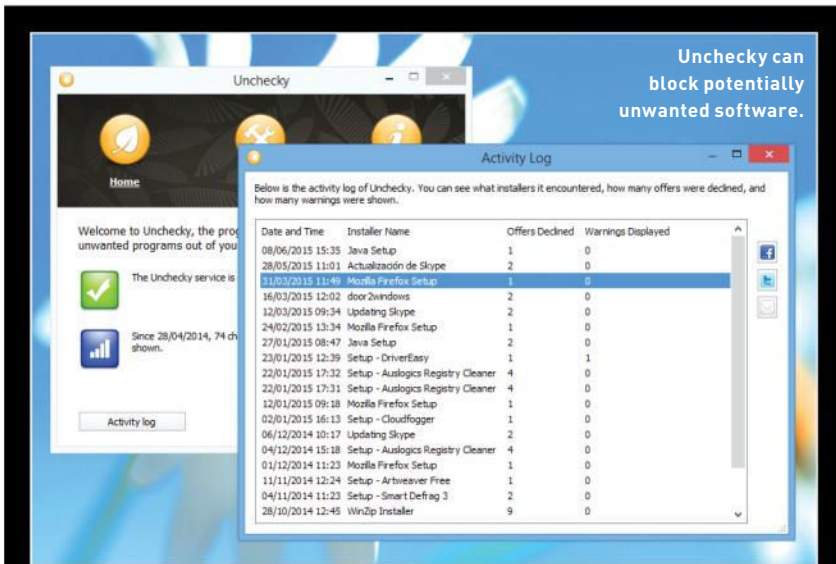 Unchecky can
block potentially
unwanted software.
Unchecky
Home
Welcome to Unchecky, the prog
unwanted programs out of you
The Unchecky service is
Since 28/04/2014, 74 ch
shown.
Activity log
Activity Log
Below is the activity log of Unchecky. You can see what installers it encountered, how many offers were declined, and
how many warnings were shown.
Date and Time Installer Name Offers Declined Warnings Displayed
08/06/2015 15:35 Java Setup 1 0
28/05/2015 11:01 Actualización de Skype 2 0
31/03/2015 11:49 Mozilla Firefox Setup 1 0
16/03/2015 12:02 door2windows 2 0
12/03/2015 09:34 Updating Skype 2 0
24/02/2015 13:34 Mozilla Firefox Setup 1 0
27/01/2015 08:47 Java Setup 2 0
23/01/2015 12:39 Setup - DriverEasy 1 1
22/01/2015 17:32 Setup - Auslogics Registry Cleaner 4 0
22/01/2015 17:31 Setup - Auslogics Registry Cleaner 4 0
12/01/2015 09:18 Mozilla Firefox Setup 1 0
02/01/2015 16:13 Setup - Cloudfogger 1 0
06/12/2014 10:17 Updating Skype 2 0
04/12/2014 15:18 Setup - Auslogics Registry Cleaner 4 0
01/12/2014 11:23 Mozilla Firefox Setup 1 0
11/11/2014 12:24 Setup - Artweaver Free 1 0
04/11/2014 11:23 Setup - Smart Defrag 3 2 0
28/10/2014 12:45 WinZip Installer 9 0